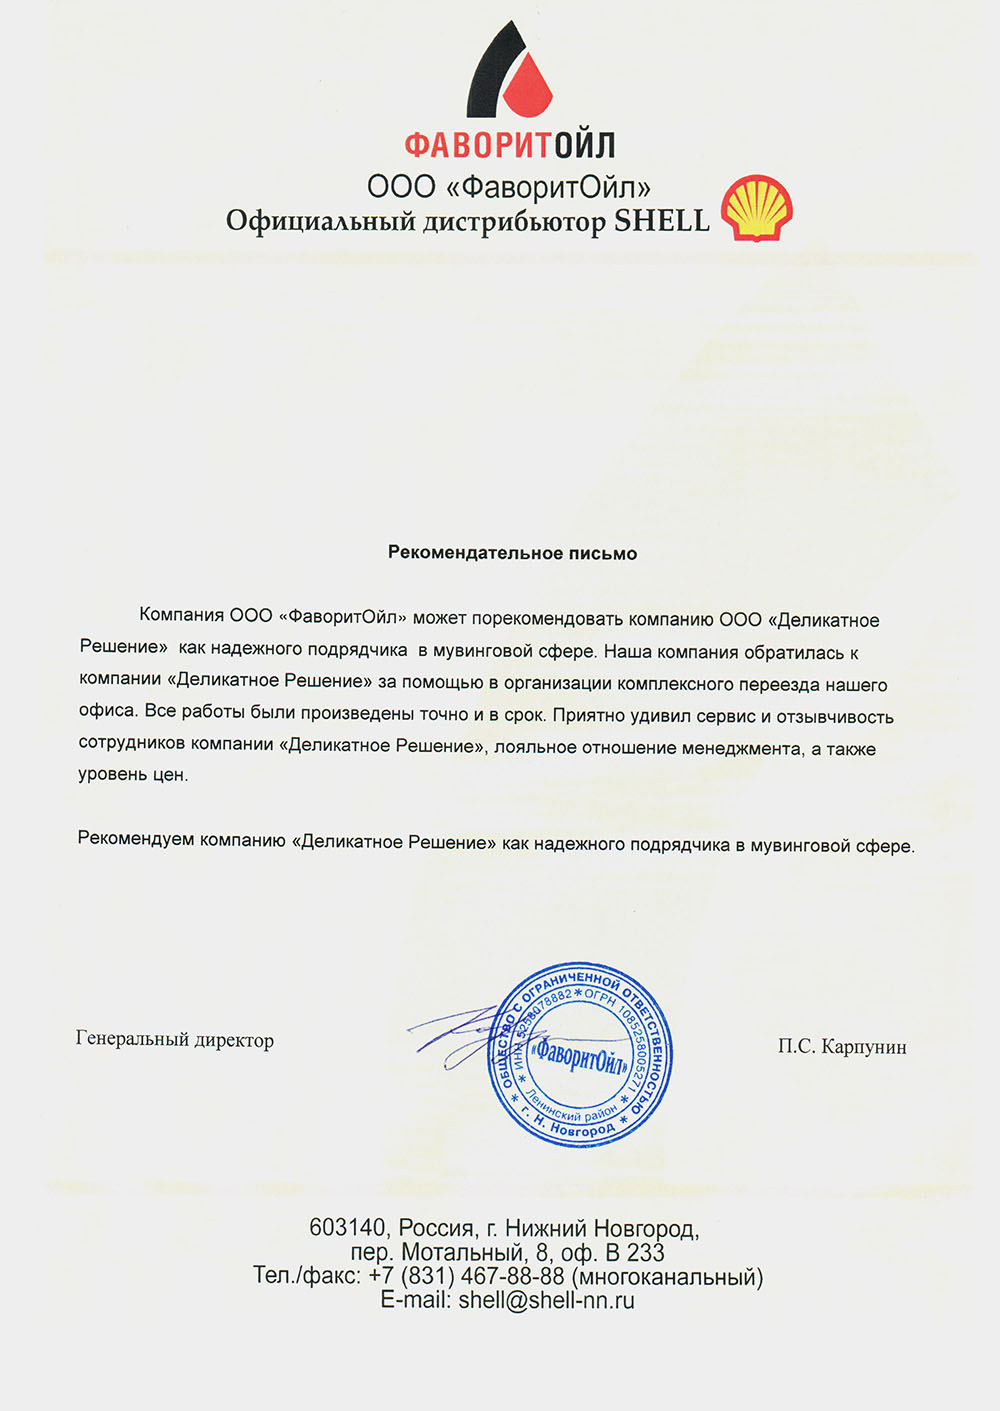 ФАВОРИТОЙЛ
ООО «ФаворитОйл»
Официальный дистрибьютор SHELL
Рекомендательное письмо
Компания ООО «ФаворитОйл» может порекомендовать компанию ООО «Деликатное
Решение»  как надежного подрядчика  в мувинговой сфере. Наша компания обратилась к
компании «Деликатное Решение» за помощью в организации комплексного переезда нашего
офиса. Все работы были произведены точно и в срок. Приятно удивил сервис и отзывчивость
сотрудников компании «Деликатное Решение», лояльное отношение менеджмента, а также
уровень цен.
Рекомендуем компанию «Деликатное Решение» как надежного подрядчика в мувинговой сфере.
Генеральный директор
ОБЩЕСТВО С ОГРАНИЧЕННОЙ ОТВЕТСТВЕННОСТЬЮ
* г. Н. Новгород *
* ИНН 5258078882 * ОГРН 1085258005271 *
Ленинский район
«ФаворитОйл»
П.С. Карпунин
603140, Россия, г. Нижний Новгород,
пер. Мотальный, 8, оф. В 233
Тел./факс: +7 (831) 467-88-88 (многоканальный)
E-mail: shell@shell-nn.ru